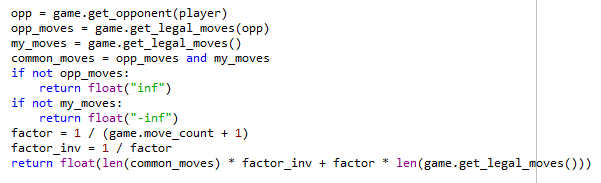 opp = game.get_opponent(player)
opp_moves = game.get_legal_moves(opp)
my_moves = game.get_legal_moves()
common_moves = opp_moves and my_moves
if not opp_moves:
    return float("inf")
if not my_moves:
    return float("-inf")
factor = 1 / (game.move_count + 1)
factor_inv = 1 / factor
return float(len(common_moves) * factor_inv + factor * len(game.get_legal_moves()))